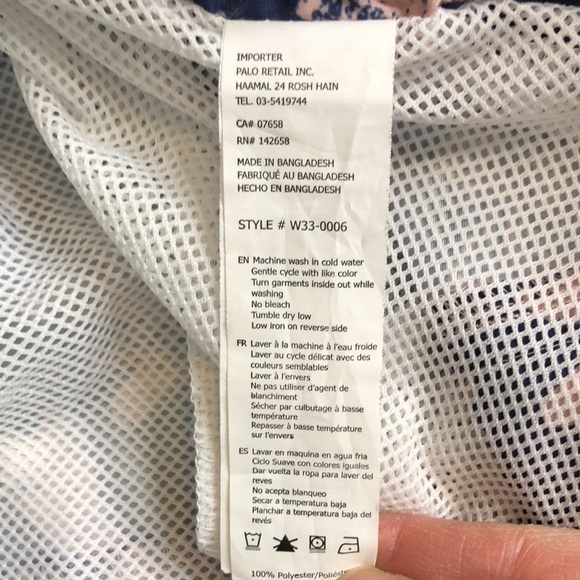 IMPORTER
PALO RETAIL INC.
HAAMAL 24 ROSH HAIN
TEL. 03-5419744
CA# 07658
RN# 142658
MADE IN BANGLADESH
FABRIQUÉ AU BANGLADESH
HECHO EN BANGLADESH
STYLE # W33-0006
EN Machine wash in cold water
Gentle cycle with like color
Turn garments inside out while
washing
No bleach
Tumble dry low
Low iron on reverse side
FR Laver à la machine à l'eau froide
Laver au cycle délicat avec des
couleurs semblables
Laver à l'envers
Ne pas utiliser d'agent de
blanchiment
Sécher par culbutage à basse
température
Repasser à basse température
sur l'envers
ES Lavar en maquina en agua fria
Ciclo Suave con colores iguales
Dar vuelta la ropa para laver del
reves
No acepta blanqueo
Secar a temperatura baja
Planchar a temperatura baja del
revés
100% Polyester/Poliést